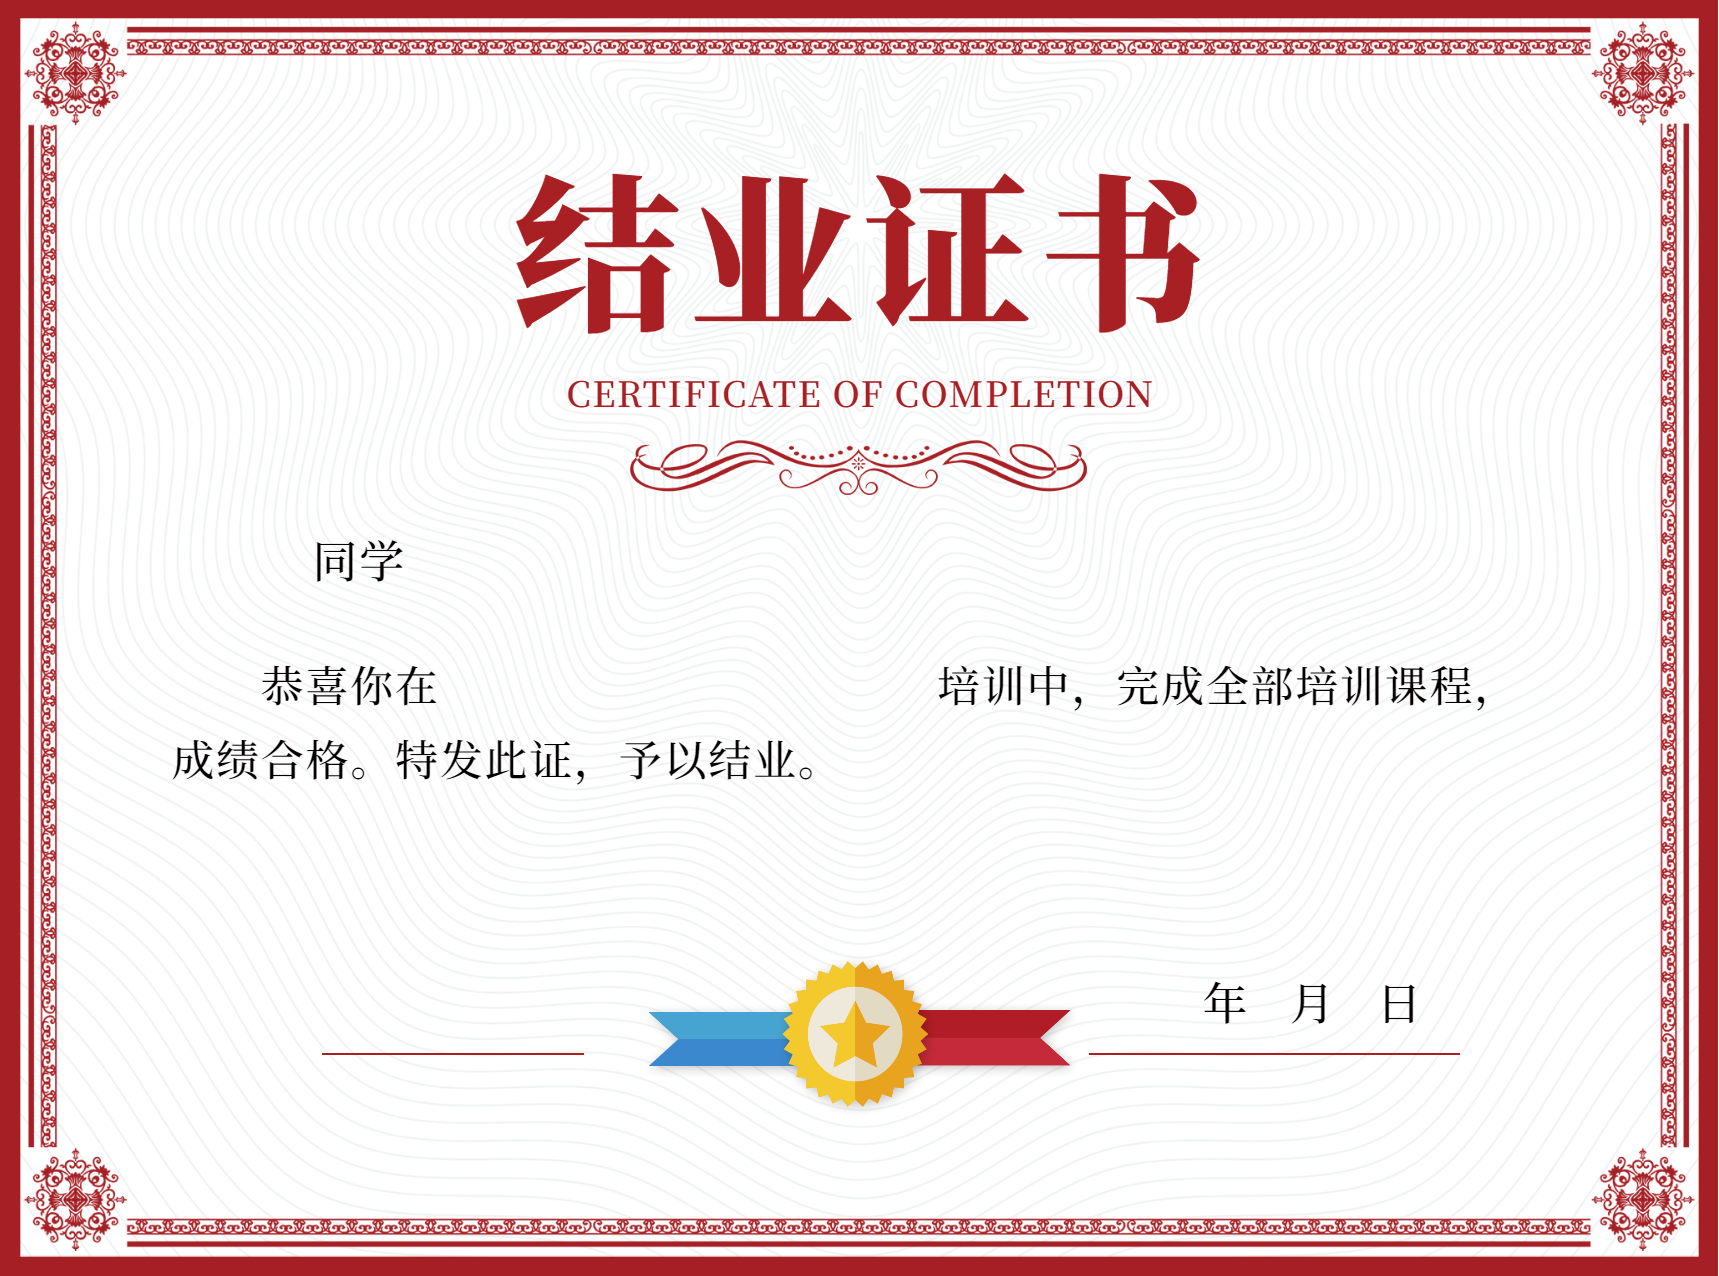 结业证书
CERTIFICATE OF COMPLETION
同学
恭喜你在 培训中，完成全部培训课程，
成绩合格。特发此证，予以结业。
年 月 日